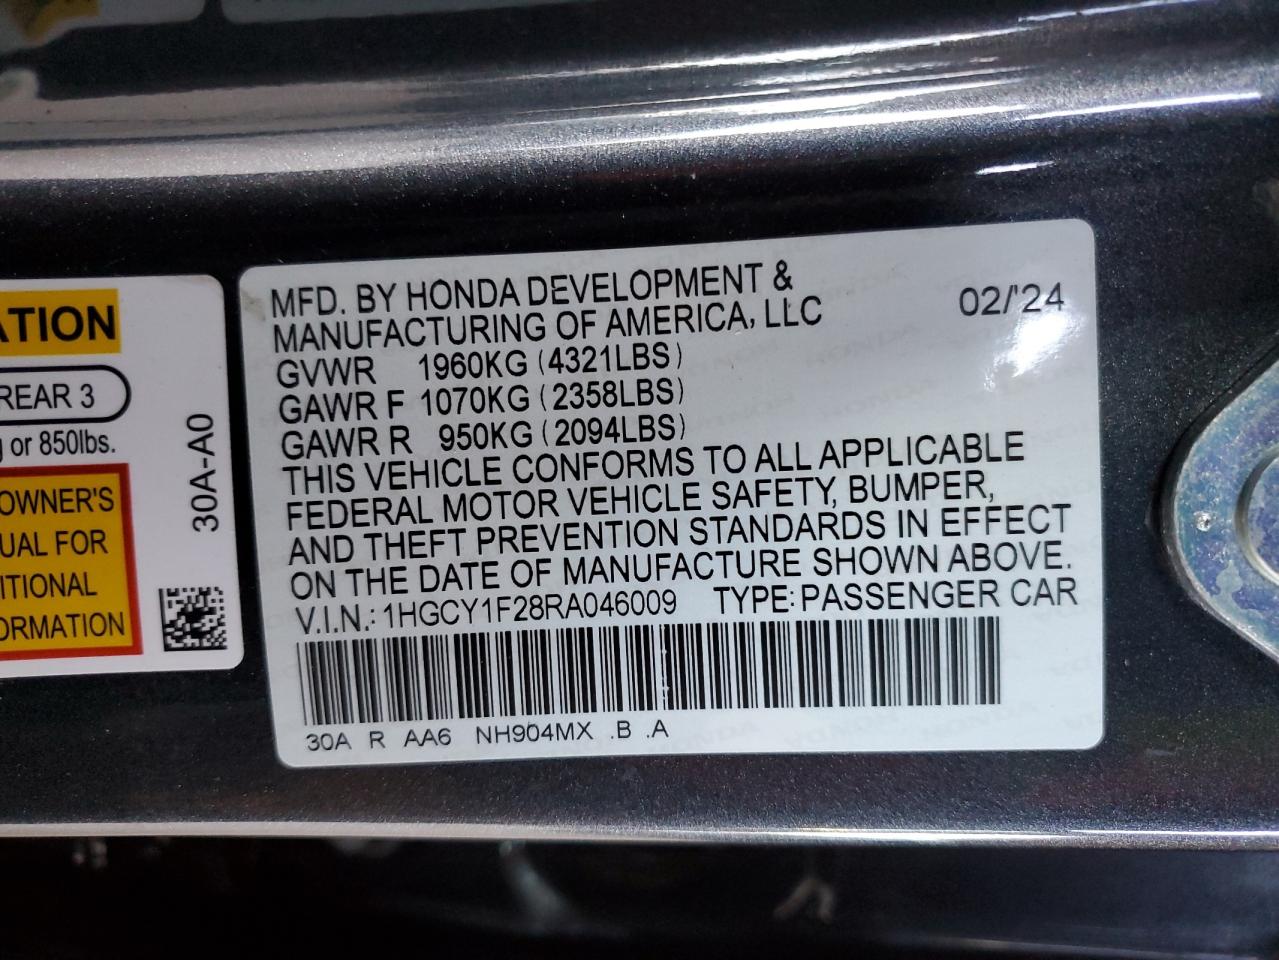 ATION
REAR 3
g or 850lbs.
OWNER'S
UAL FOR
ITIONAL
ORMATION
30A-A0
MFD. BY HONDA DEVELOPMENT &
MANUFACTURING OF AMERICA, LLC 02/'24
GVWR 1960KG (4321LBS)
GAWR F 1070KG (2358LBS)
GAWR R 950KG (2094LBS)
THIS VEHICLE CONFORMS TO ALL APPLICABLE
FEDERAL MOTOR VEHICLE SAFETY, BUMPER,
AND THEFT PREVENTION STANDARDS IN EFFECT
ON THE DATE OF MANUFACTURE SHOWN ABOVE.
V.I.N.: 1HGCY1F28RA046009 TYPE: PASSENGER CAR
30A R AA6 NH904MX .B .A